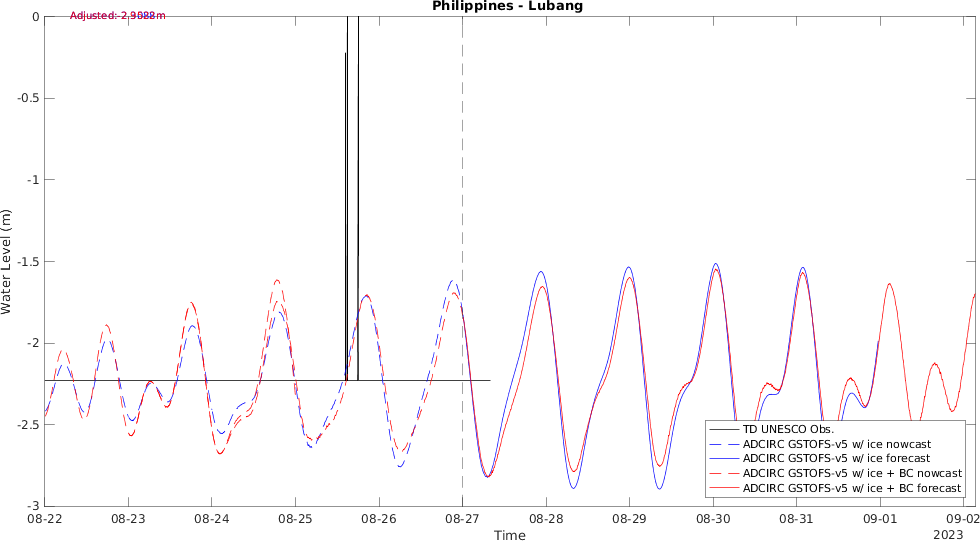 Philippines - Lubang
0
-0.5
-1
-1.5
-2
-2.5
-3
Water Level (m)
TD UNESCO Obs.
ADCIRC GSTOFS-v5 w/ ice nowcast
ADCIRC GSTOFS-v5 w/ ice forecast
ADCIRC GSTOFS-v5 w/ ice + BC nowcast
ADCIRC GSTOFS-v5 w/ ice + BC forecast
08-22 08-23 08-24 08-25 08-26 08-27 08-28 08-29 08-30 08-31 09-01 09-02
Time
2023
Adjusted: